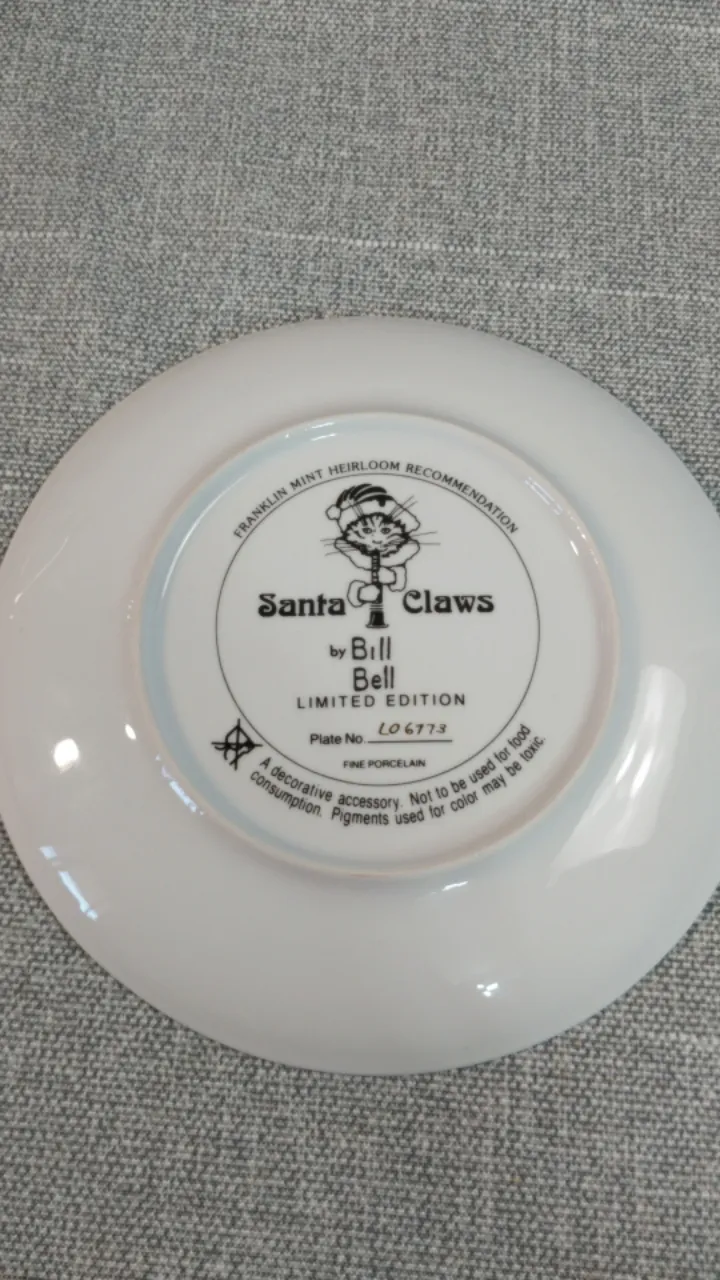 FRANKLIN MINT HEIRLOOM RECOMMENDATION
Santa Claws
by Bill
Bell
LIMITED EDITION
Plate No. LO6773
FINE PORCELAIN
A decorative accessory. Not to be used for food
consumption. Pigments used for color may be toxic.